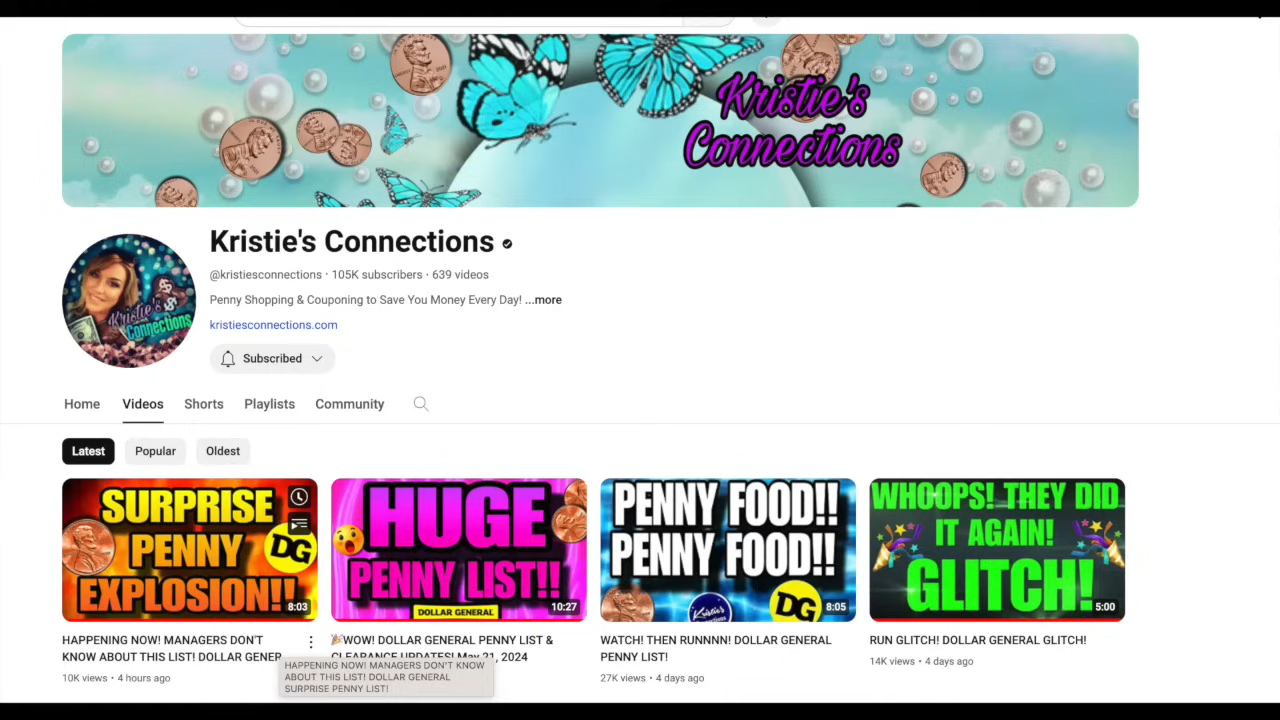 Kristie's
Connections
Kristie's Connections
@kristiesconnections · 105K subscribers · 639 videos
Penny Shopping & Couponing to Save You Money Every Day! ...more
kristiesconnections.com
Subscribed
Kristie's
Connections
Home Videos Shorts Playlists Community
Latest Popular Oldest
SURPRISE
PENNY
EXPLOSION!!
DG
8:03
HUGE
PENNY LIST!!
DOLLAR GENERAL
10:27
PENNY FOOD!!
PENNY FOOD!!
Kristie's
DG
8:05
WHOOPS! THEY DID
IT AGAIN!
GLITCH!
5:00
HAPPENING NOW! MANAGERS DON'T
KNOW ABOUT THIS LIST! DOLLAR GENER
10K views · 4 hours ago
🎉WOW! DOLLAR GENERAL PENNY LIST &
CLEARANCE UPDATES! May 21, 2024
HAPPENING NOW! MANAGERS DON'T KNOW
ABOUT THIS LIST! DOLLAR GENERAL
SURPRISE PENNY LIST!
WATCH! THEN RUNNNN! DOLLAR GENERAL
PENNY LIST!
27K views · 4 days ago
RUN GLITCH! DOLLAR GENERAL GLITCH!
14K views · 4 days ago